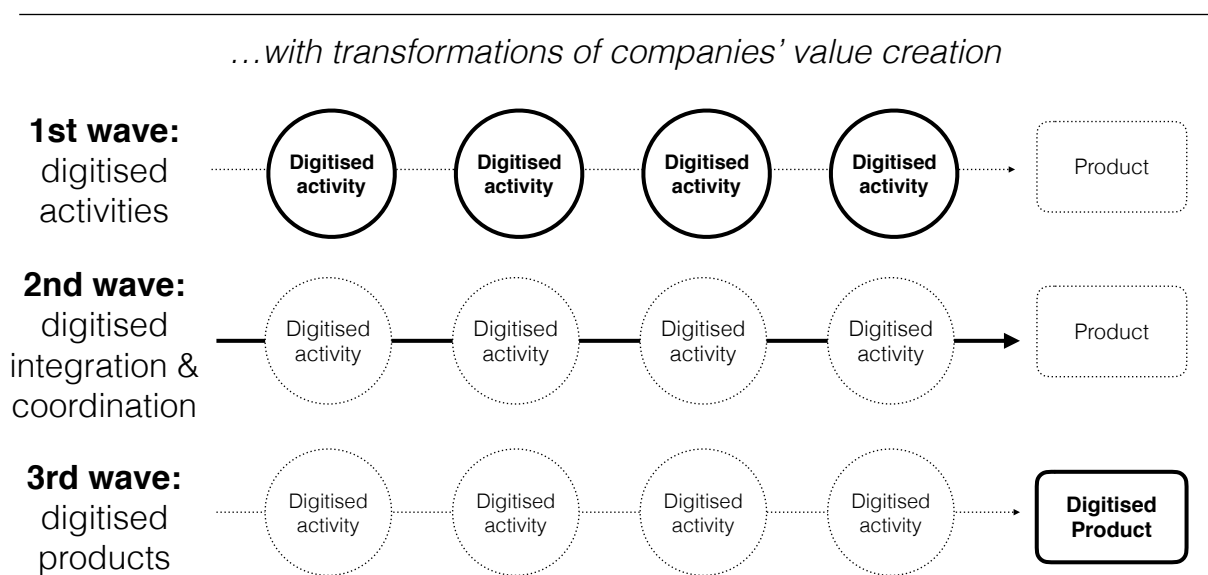 …with transformations of companies’ value creation
1st wave:
digitised
activities
Digitised
activity
Digitised
activity
Digitised
activity
Digitised
activity
Product
2nd wave:
digitised
integration &
coordination
Digitised
activity
Digitised
activity
Digitised
activity
Digitised
activity
Product
3rd wave:
digitised
products
Digitised
activity
Digitised
activity
Digitised
activity
Digitised
activity
Digitised
Product